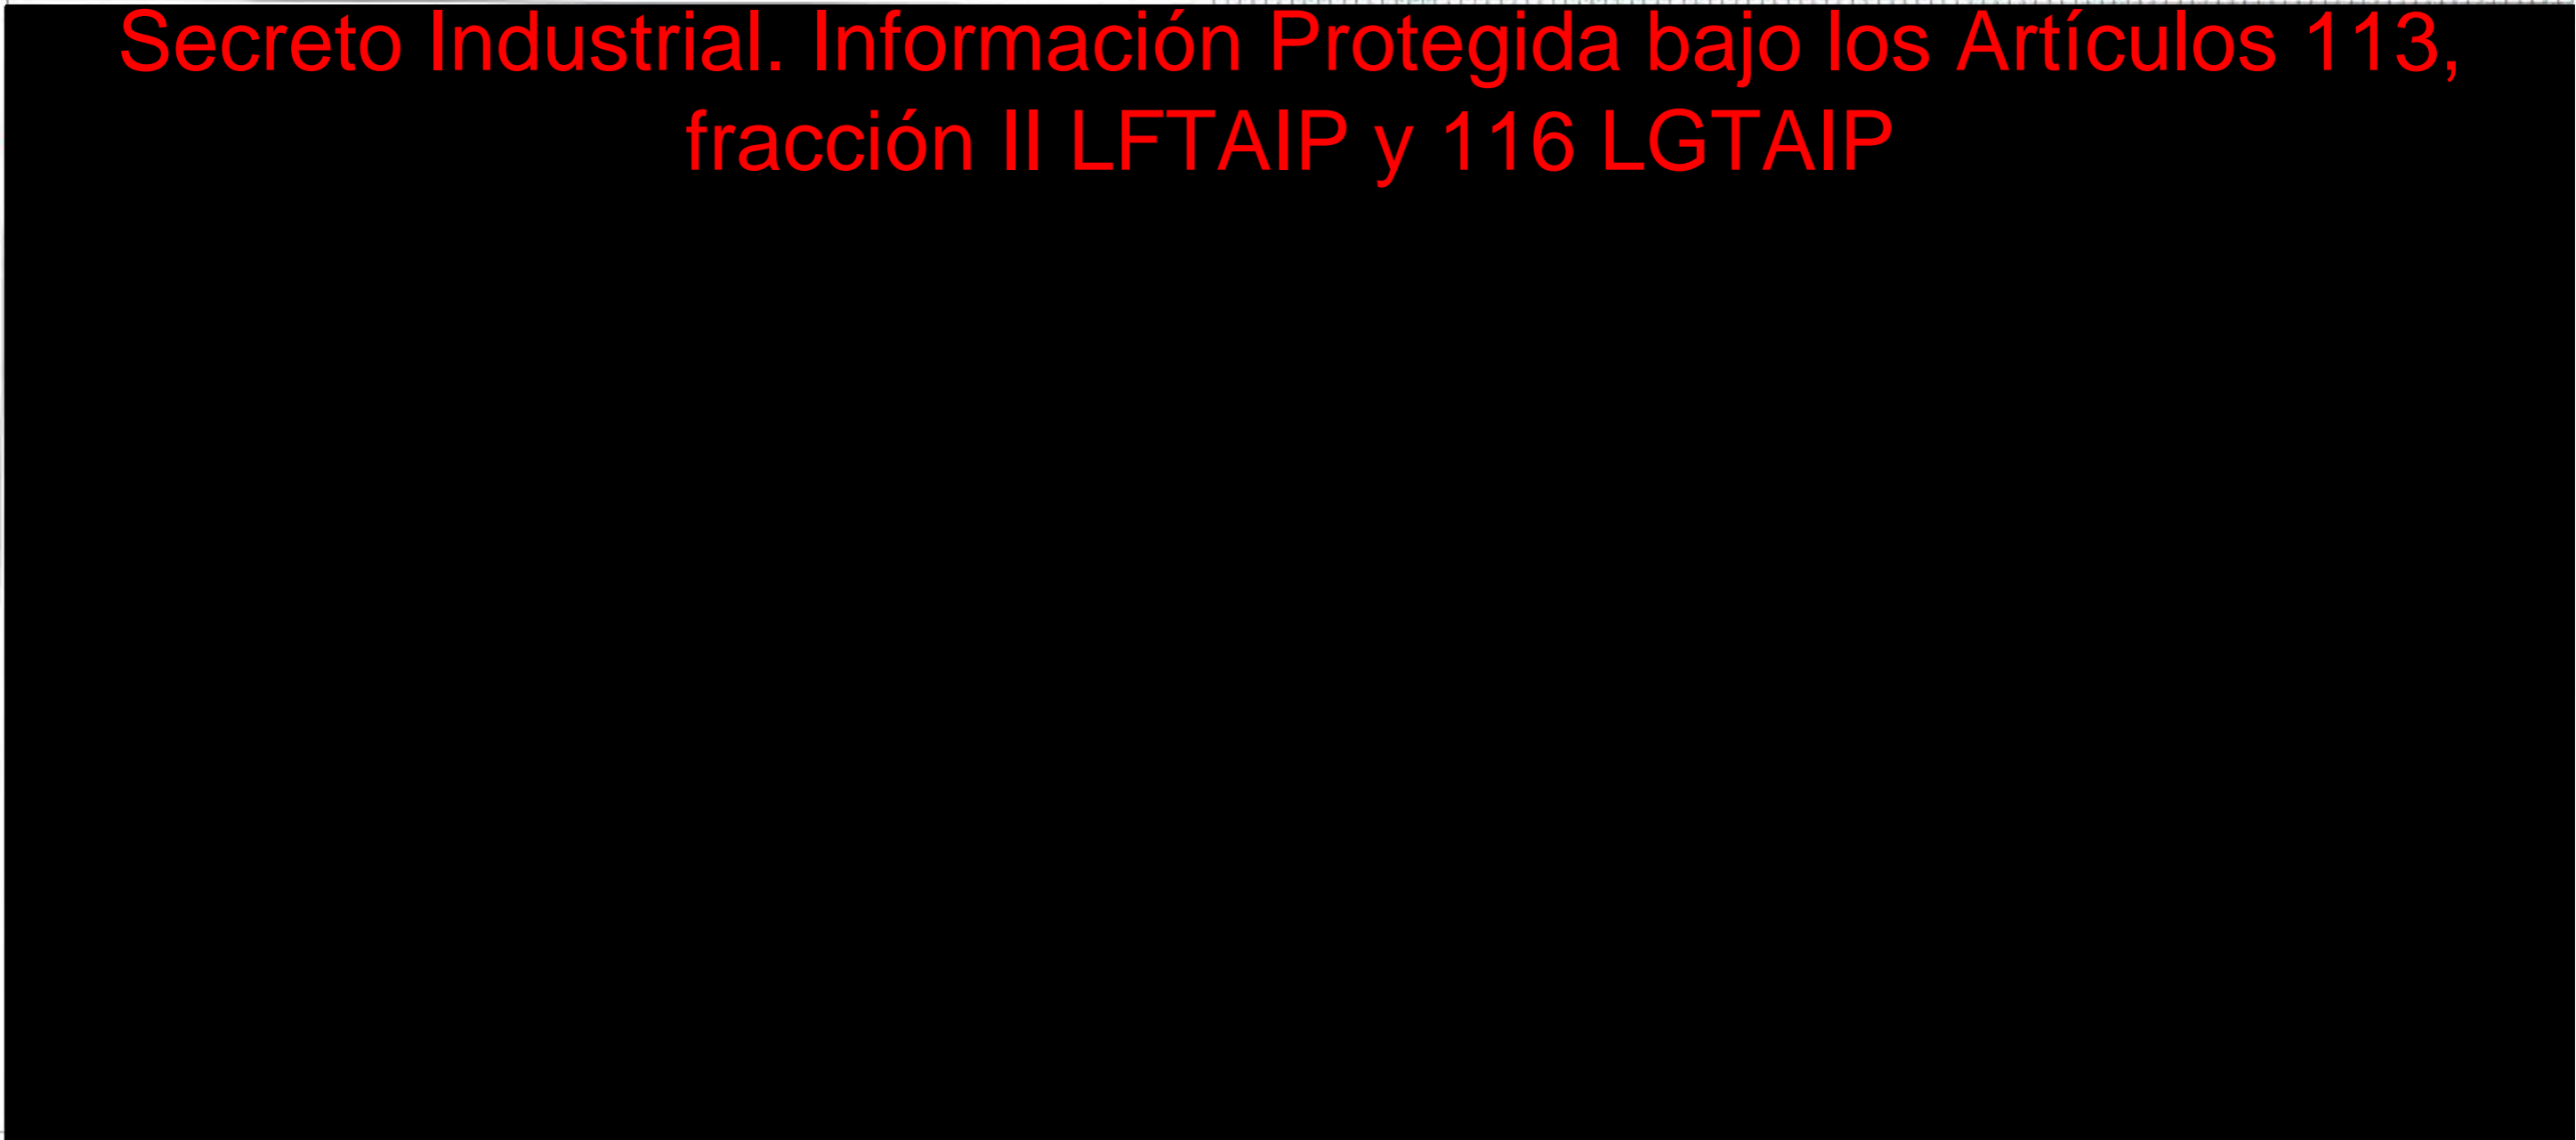 Secreto Industrial. Información Protegida bajo los Artículos 113,
fracción II LFTAIP y 116 LGTAIP